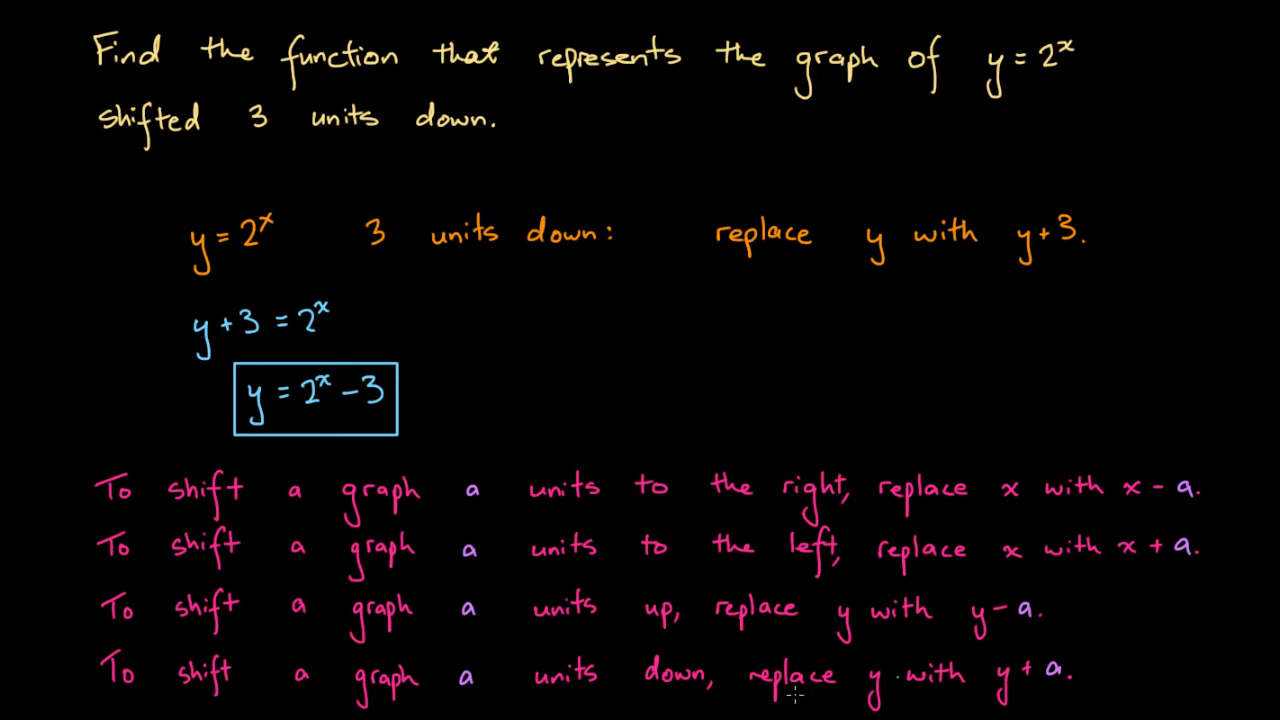 Find the function that represents the graph of y = 2^x
shifted 3 units down.
y = 2^x 3 units down: replace y with y + 3.
y + 3 = 2^x
y = 2^x - 3
To shift a graph a units to the right, replace x with x - a.
To shift a graph a units to the left, replace x with x + a.
To shift a graph a units up, replace y with y - a.
To shift a graph a units down, replace y with y + a.